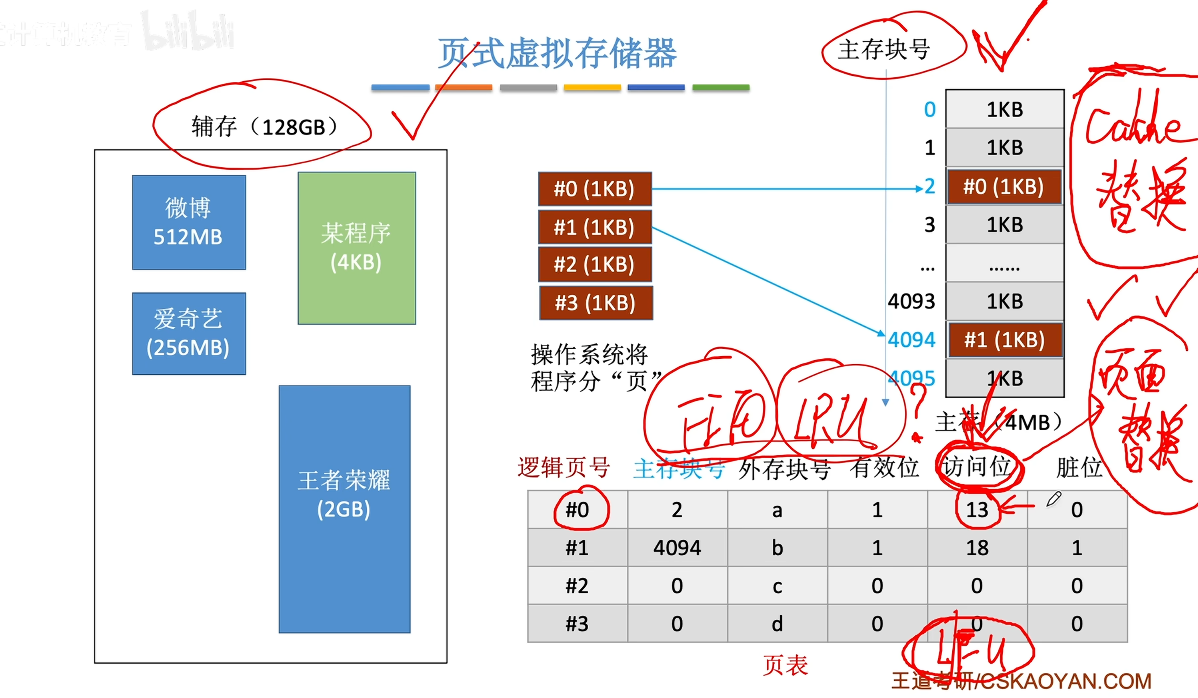 bilibili
页式虚拟存储器
主存块号
辅存（128GB）
微博
512MB
某程序
(4KB)
爱奇艺
(256MB)
王者荣耀
(2GB)
#0 (1KB)
#1 (1KB)
#2 (1KB)
#3 (1KB)
操作系统将
程序分“页”
0 1KB
1 1KB
2 #0 (1KB)
3 1KB
... ......
4093 1KB
4094 #1 (1KB)
4095 1KB
主存（4MB）
Cache
替换
页面
替换
FIFO LRU ?
逻辑页号 主存块号 外存块号 有效位 访问位 脏位
#0 2 a 1 13 0
#1 4094 b 1 18 1
#2 0 c 0 0 0
#3 0 d 0 0 0
LFU
页表
王道考研/CSKAOYAN.COM